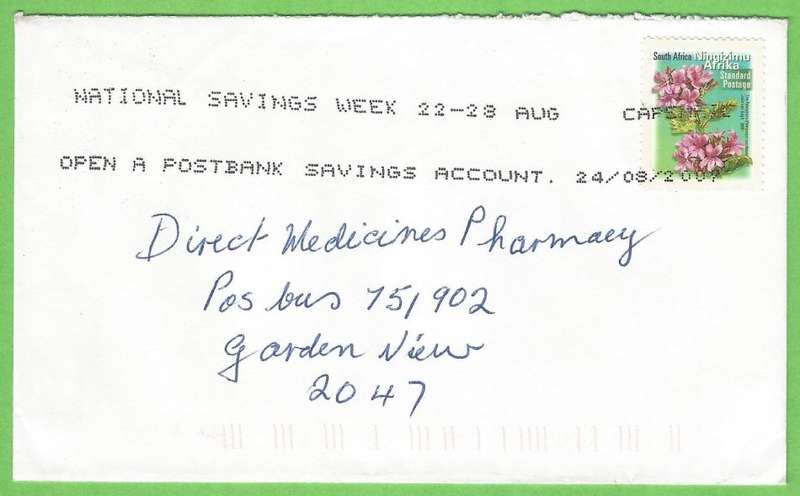 South Africa Ningizimu Afrika
Standard
Postage
NATIONAL SAVINGS WEEK 22-28 AUG
OPEN A POSTBANK SAVINGS ACCOUNT. 24/08/2007
Direct Medicines Pharmacy
Pos bus 75/902
Garden View
2047